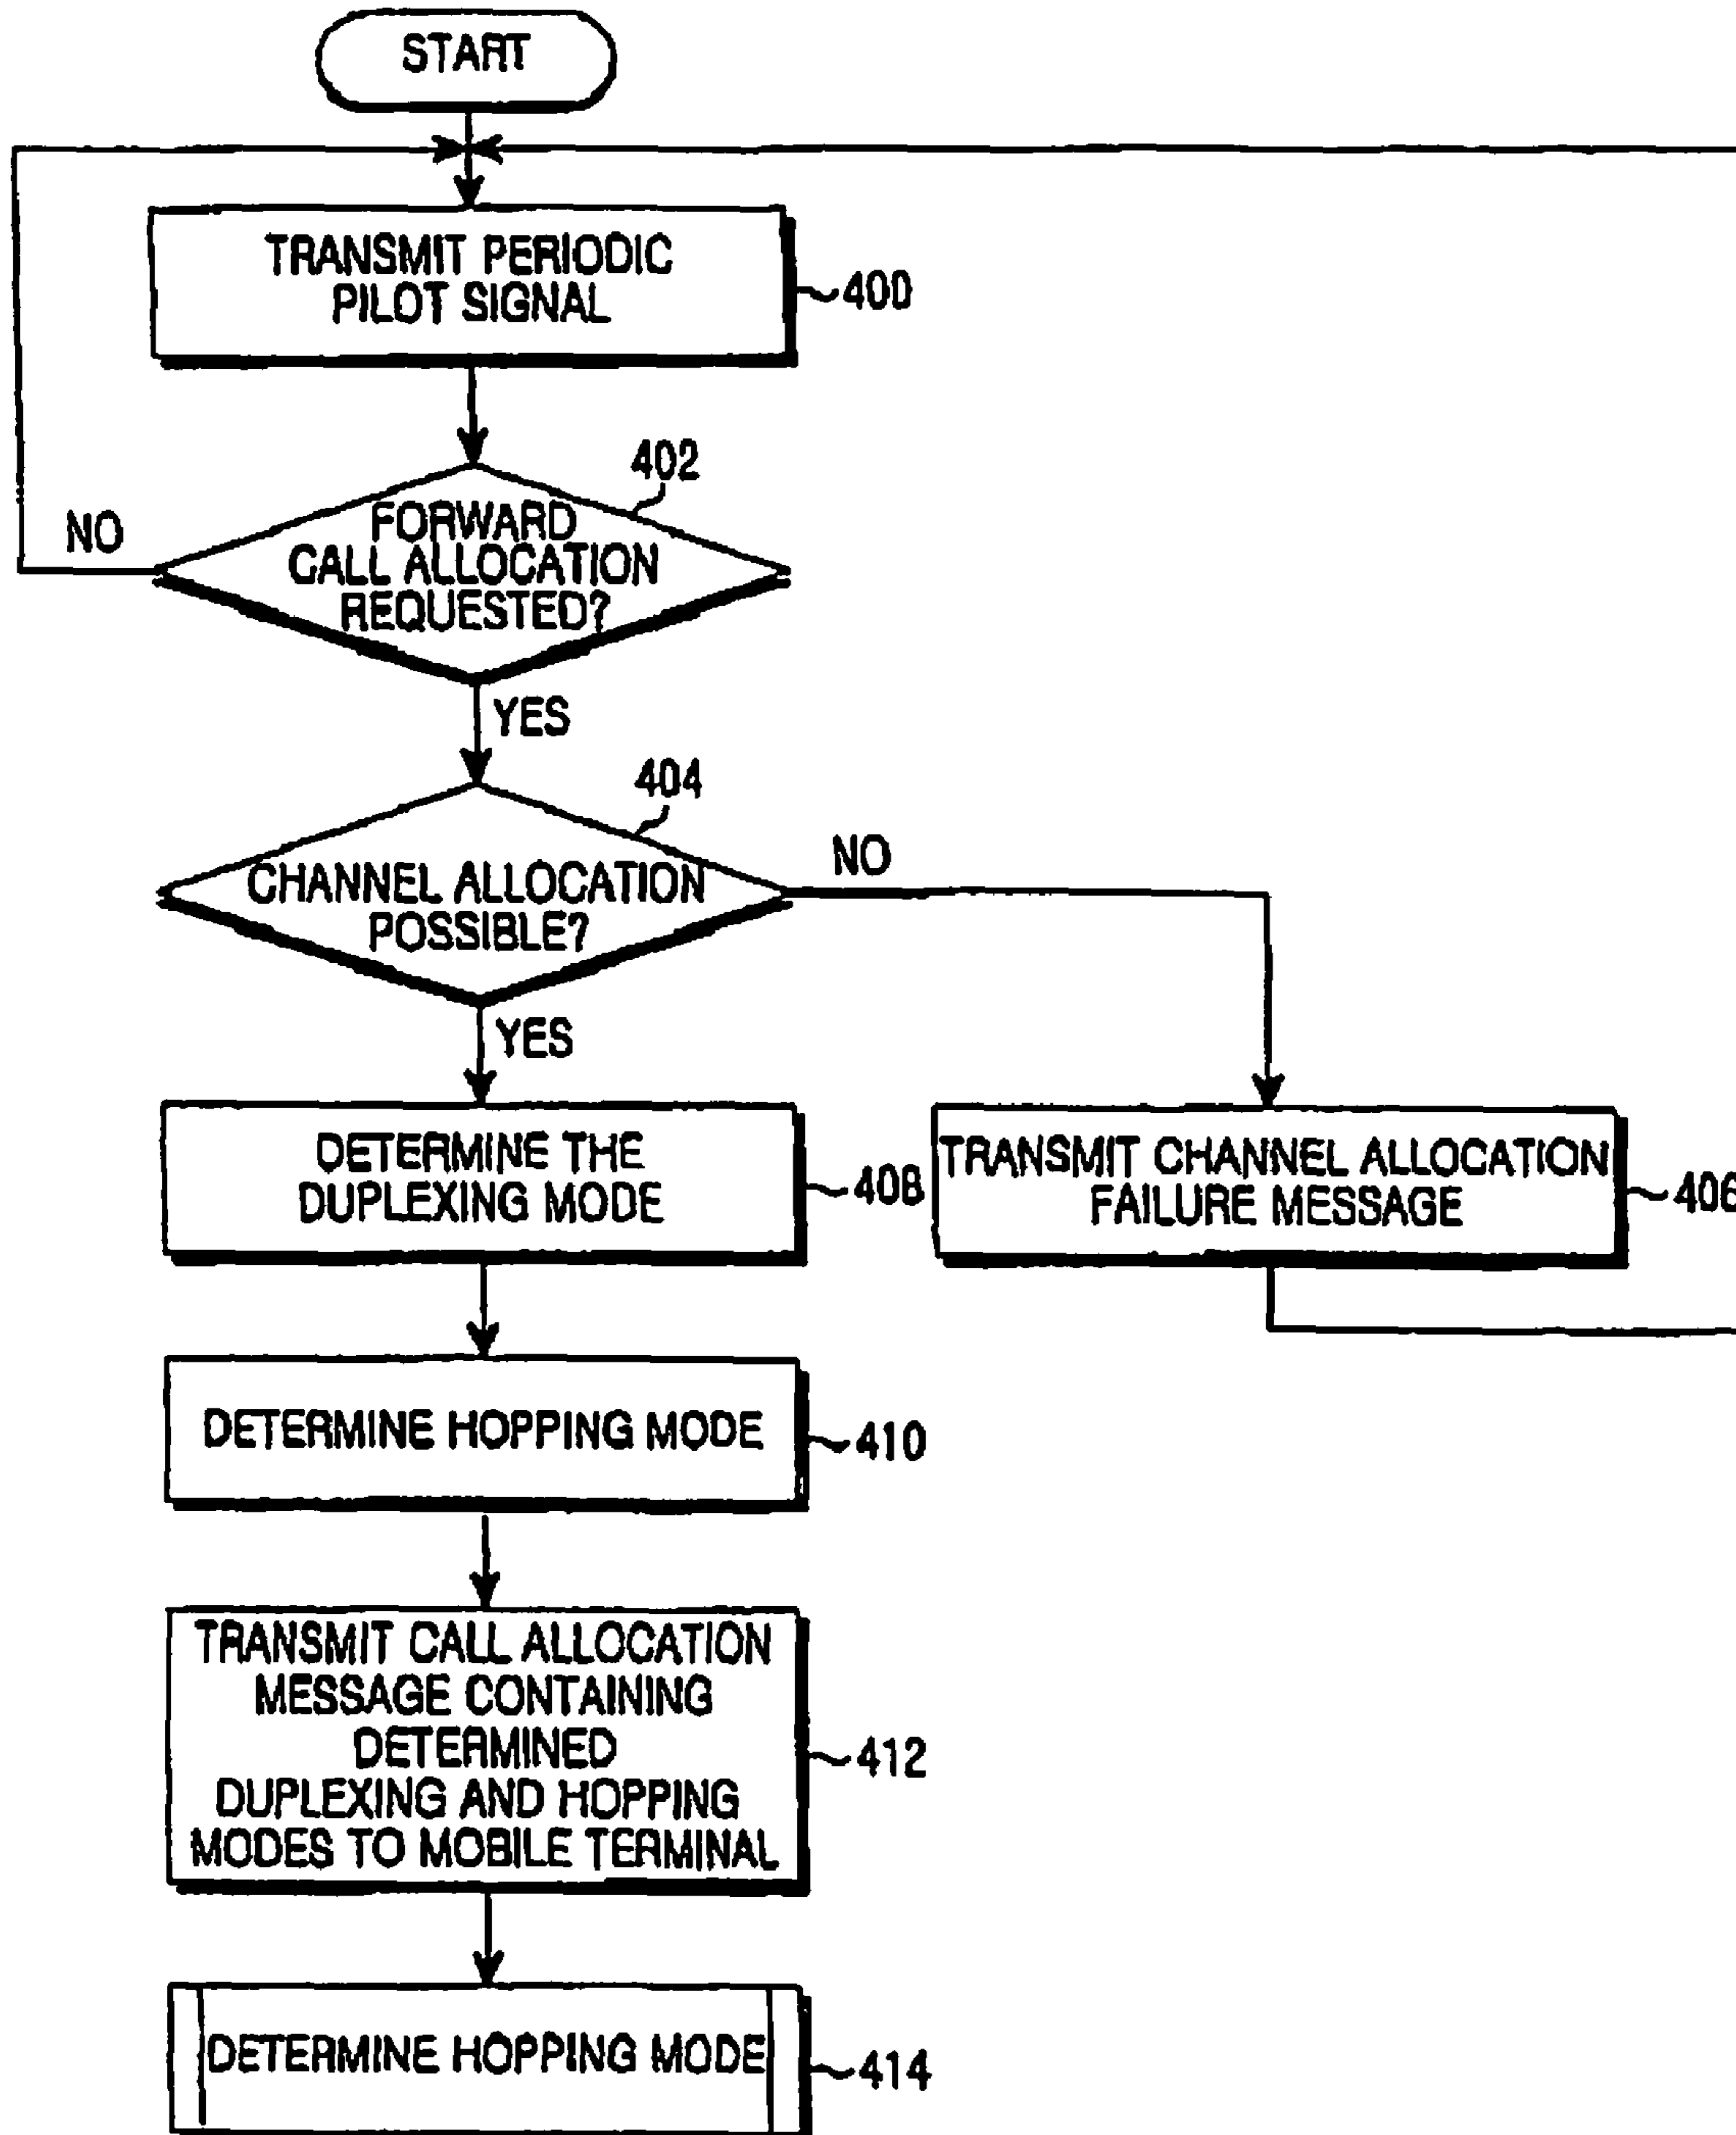 START
TRANSMIT PERIODIC
PILOT SIGNAL
400
402
FORWARD
CALL ALLOCATION
REQUESTED?
NO
YES
404
CHANNEL ALLOCATION
POSSIBLE?
NO
YES
DETERMINE THE
DUPLEXING MODE
408
TRANSMIT CHANNEL ALLOCATION
FAILURE MESSAGE
406
DETERMINE HOPPING MODE
410
TRANSMIT CALL ALLOCATION
MESSAGE CONTAINING
DETERMINED
DUPLEXING AND HOPPING
MODES TO MOBILE TERMINAL
412
DETERMINE HOPPING MODE
414